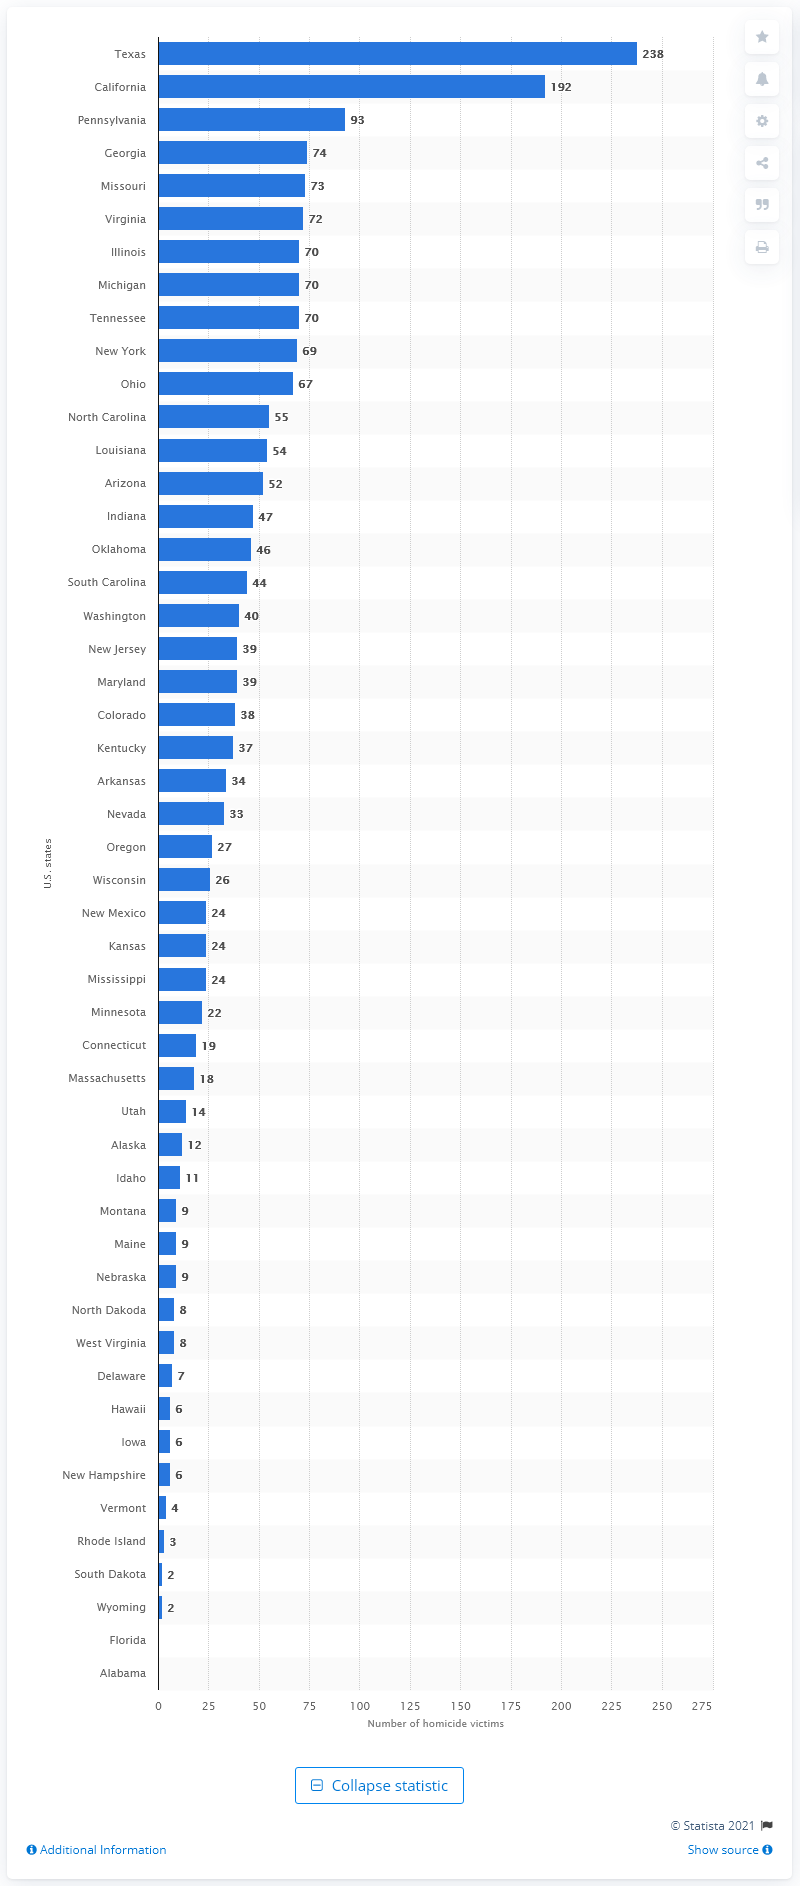 Texas 238
California 192
Pennsylvania 93
Georgia 74
Missouri 73
Virginia 72
Illinois 70
Michigan 70
Tennessee 70
New York 69
Ohio 67
North Carolina 55
Louisiana 54
Arizona 52
Indiana 47
Oklahoma 46
South Carolina 44
Washington 40
New Jersey 39
Maryland 39
Colorado 38
Kentucky 37
Arkansas 34
Nevada 33
Oregon 27
U.S. states
Wisconsin 26
New Mexico 24
Kansas 24
Mississippi 24
Minnesota 22
Connecticut 19
Massachusetts 18
Utah 14
Alaska 12
Idaho 11
Montana 9
Maine 9
Nebraska 9
North Dakoda 8
West Virginia 8
Delaware 7
Hawaii 6
Iowa 6
New Hampshire 6
Vermont 4
Rhode Island 3
South Dakota 2
Wyoming 2
Florida
Alabama
0 25 50 75 100 125 150 175 200 225 250 275
Number of homicide victims
Collapse statistic
© Statista 2021
Additional Information Show source